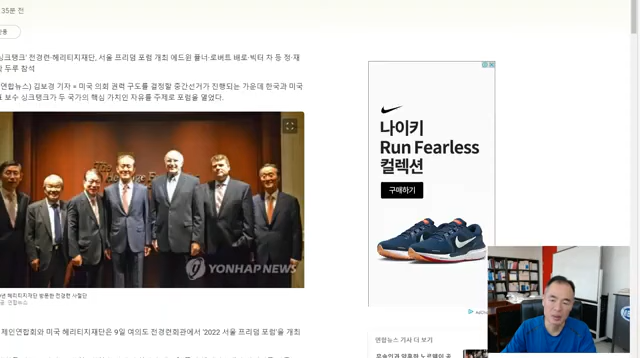 35분 전
싱크탱크' 전경련·헤리티지재단, 서울 프리덤 포럼 개최 에드윈 퓰너·로버트 배로·빅터 차 등 정·재
두루 참석
연합뉴스) 김보경 기자 = 미국 의회 권력 구도를 결정할 중간선거가 진행되는 가운데 한국과 미국
보수 싱크탱크가 두 국가의 핵심 가치인 자유를 주제로 포럼을 열었다.
The
YONHAP NEWS
헤리티지재단 방문한 전경련 사절단
연합뉴스
제인연합회와 미국 헤리티지재단은 9일 여의도 전경련회관에서 '2022 서울 프리덤 포럼'을 개최
나이키
Run Fearless
컬렉션
구매하기
연합뉴스 기사 더 보기